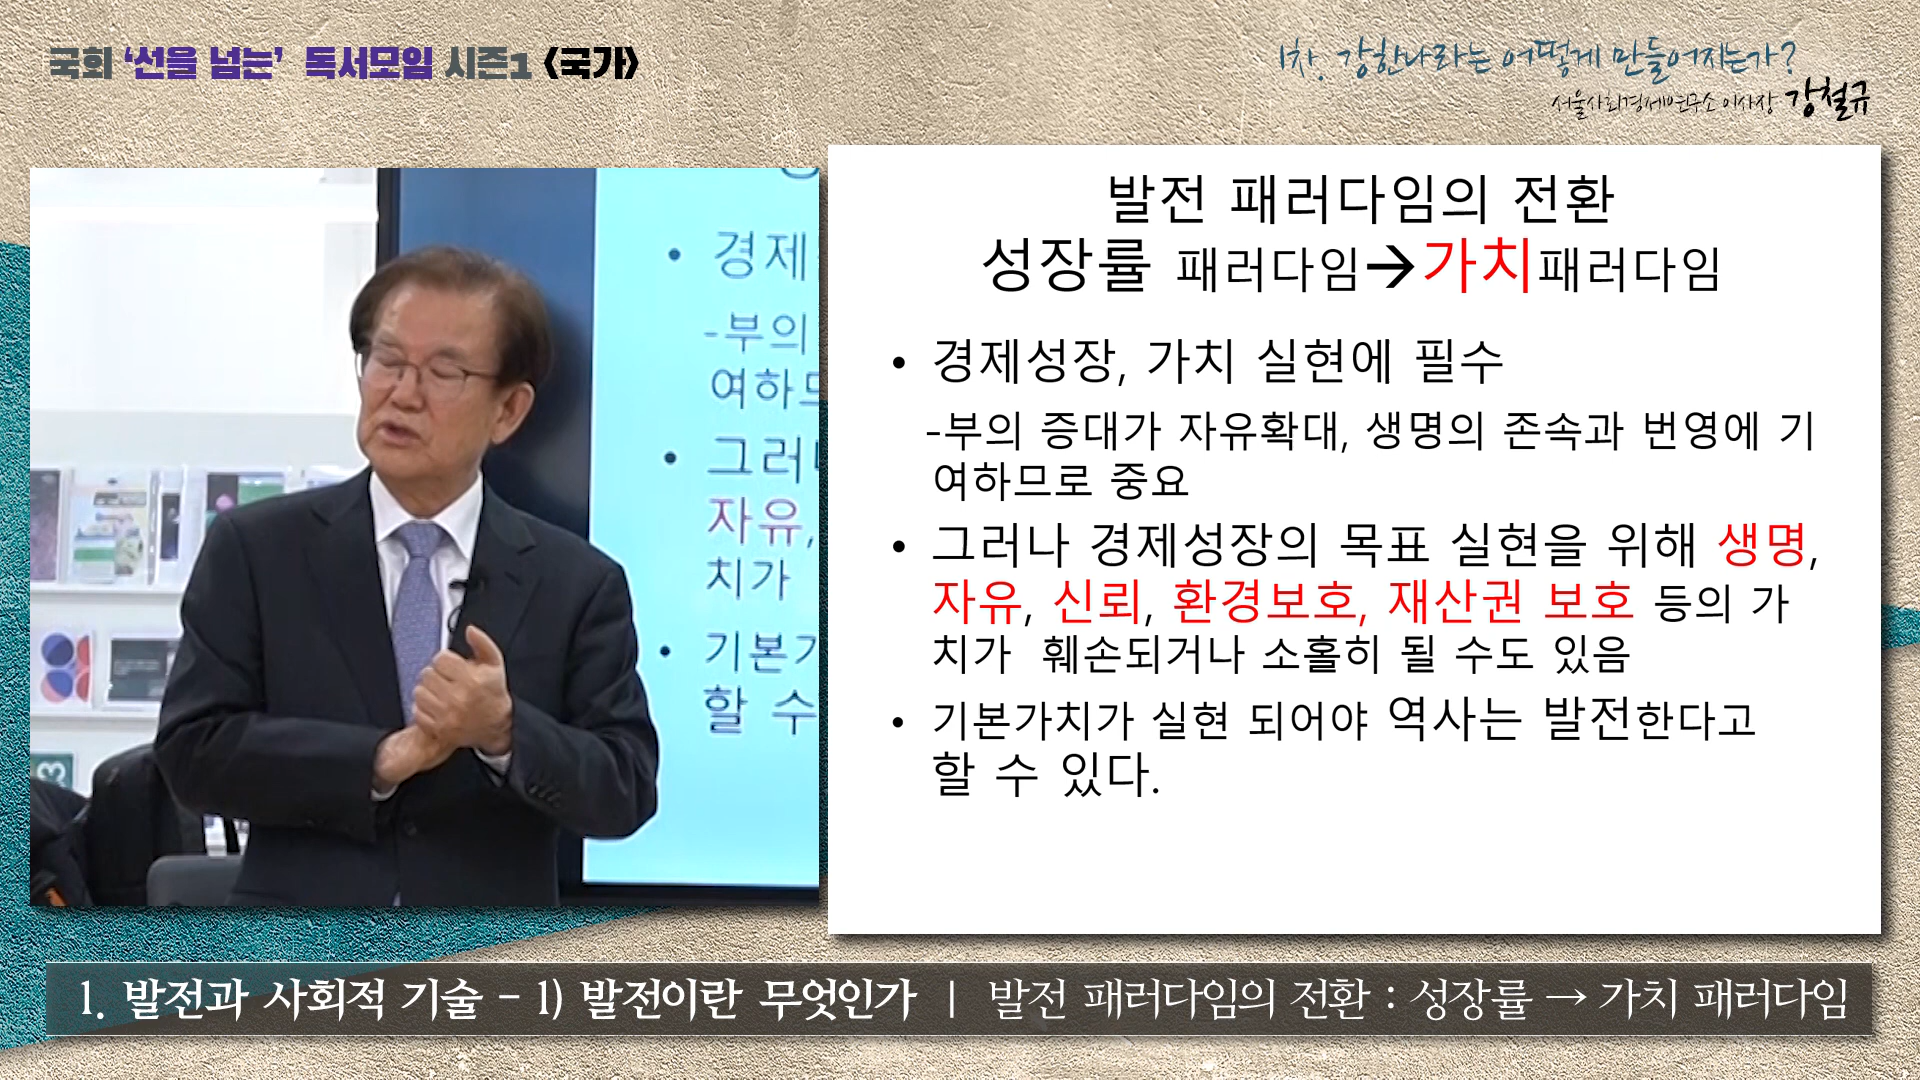 국회 '선을 넘는' 독서모임 시즌1 <국가>
1차. 강한나라는 어떻게 만들어지는가?
서울사회경제연구소 이사장 강철규
경제
-부의
여하므
그러나
자유,
치가
기본가
할 수
발전 패러다임의 전환
성장률 패러다임→가치패러다임
• 경제성장, 가치 실현에 필수
-부의 증대가 자유확대, 생명의 존속과 번영에 기
여하므로 중요
• 그러나 경제성장의 목표 실현을 위해 생명,
자유, 신뢰, 환경보호, 재산권 보호 등의 가
치가 훼손되거나 소홀히 될 수도 있음
• 기본가치가 실현 되어야 역사는 발전한다고
할 수 있다.
1. 발전과 사회적 기술 - 1) 발전이란 무엇인가 | 발전 패러다임의 전환 : 성장률 → 가치 패러다임